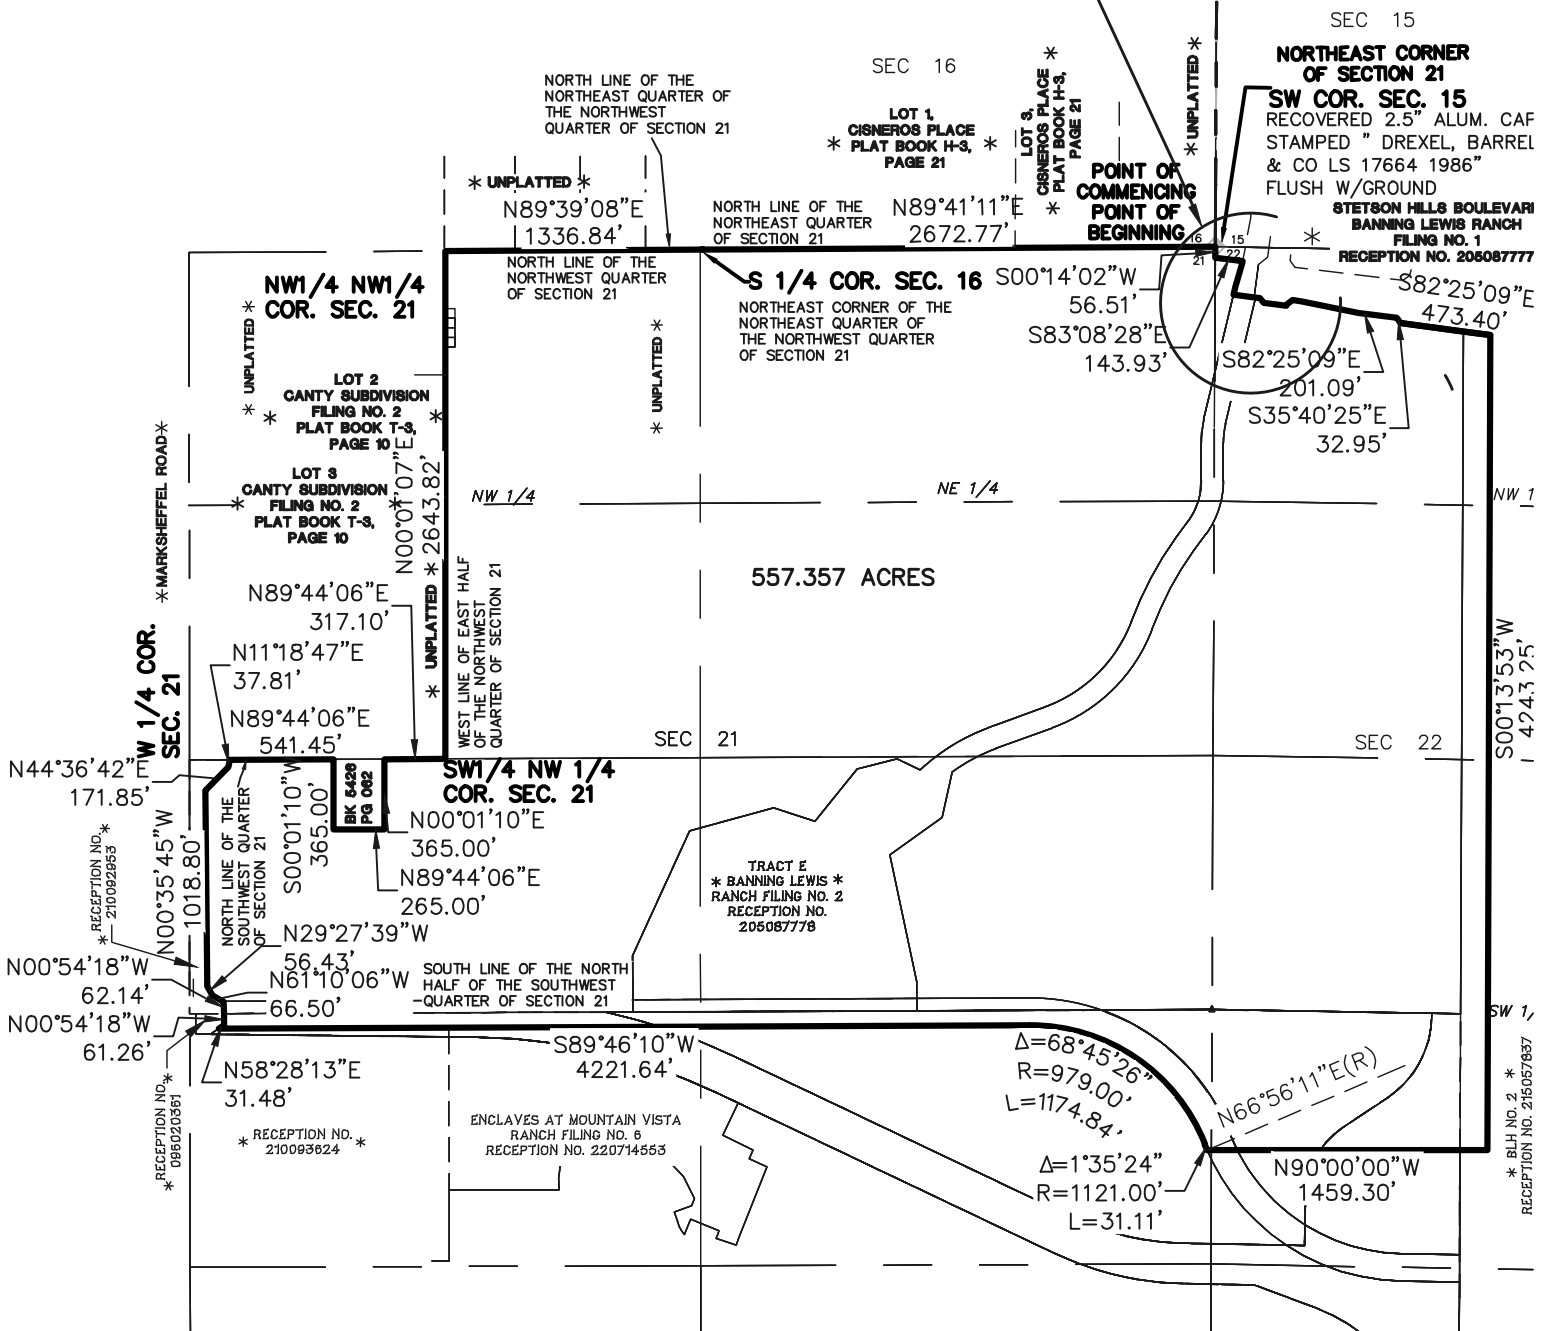 SEC 15
NORTHEAST CORNER
OF SECTION 21
SW COR. SEC. 15
RECOVERED 2.5" ALUM. CAP
STAMPED " DREXEL, BARREL
& CO LS 17664 1986"
FLUSH W/GROUND
STETSON HILLS BOULEVAR
BANNING LEWIS RANCH
FILING NO. 1
RECEPTION NO. 205087777
*
SEC 16
NORTH LINE OF THE
NORTHEAST QUARTER OF
THE NORTHWEST
QUARTER OF SECTION 21
LOT 1,
CISNEROS PLACE
* PLAT BOOK H-3, *
PAGE 21
* LOT 3,
CISNEROS PLACE
PLAT BOOK H-3,
PAGE 21 *
* UNPLATTED *
POINT OF
COMMENCING
POINT OF
BEGINNING
* UNPLATTED *
N89°39'08"E
1336.84'
NORTH LINE OF THE
NORTHEAST QUARTER
OF SECTION 21
N89°41'11"E
2672.77'
16 15
21 22
NORTH LINE OF THE
NORTHWEST QUARTER
OF SECTION 21
S 1/4 COR. SEC. 16
NORTHEAST CORNER OF THE
NORTHEAST QUARTER OF
THE NORTHWEST QUARTER
OF SECTION 21
S00°14'02"W
56.51'
S83°08'28"E
143.93'
S82°25'09"E
473.40'
S82°25'09"E
201.09'
S35°40'25"E
32.95'
NW1/4 NW1/4
COR. SEC. 21
* UNPLATTED *
* UNPLATTED *
LOT 2
CANTY SUBDIVISION
* FILING NO. 2 *
PLAT BOOK T-3,
PAGE 10
LOT 3
CANTY SUBDIVISION
* FILING NO. 2 *
PLAT BOOK T-3,
PAGE 10
*MARKSHEFFEL ROAD*
N00°01'07"E
2643.82'
* UNPLATTED *
NW 1/4
NE 1/4
NW 1
557.357 ACRES
WEST LINE OF EAST HALF
OF THE NORTHWEST
QUARTER OF SECTION 21
N89°44'06"E
317.10'
N11°18'47"E
37.81'
W 1/4 COR.
SEC. 21
N89°44'06"E
541.45'
SEC 21
SEC 22
S00°13'53"W
4243.25'
N44°36'42"E
171.85'
SW1/4 NW 1/4
COR. SEC. 21
BK 5426
PG 062
N00°01'10"E
365.00'
S00°01'10"W
365.00'
N89°44'06"E
265.00'
NORTH LINE OF THE
SOUTHWEST QUARTER
OF SECTION 21
N00°35'45"W
1018.80'
* RECEPTION NO. *
210092953
TRACT E
* BANNING LEWIS *
RANCH FILING NO. 2
RECEPTION NO.
205087778
N29°27'39"W
56.43'
N61°10'06"W
66.50'
N00°54'18"W
62.14'
N00°54'18"W
61.26'
SOUTH LINE OF THE NORTH
HALF OF THE SOUTHWEST
QUARTER OF SECTION 21
SW 1/
S89°46'10"W
4221.64'
N58°28'13"E
31.48'
*RECEPTION NO. *
096020361
* RECEPTION NO. *
210093624
ENCLAVES AT MOUNTAIN VISTA
RANCH FILING NO. 6
RECEPTION NO. 220714553
Δ=68°45'26"
R=979.00'
L=1174.84'
N66°56'11"E(R)
Δ=1°35'24"
R=1121.00'
L=31.11'
N90°00'00"W
1459.30'
* BLH NO. 2 *
RECEPTION NO. 215057837